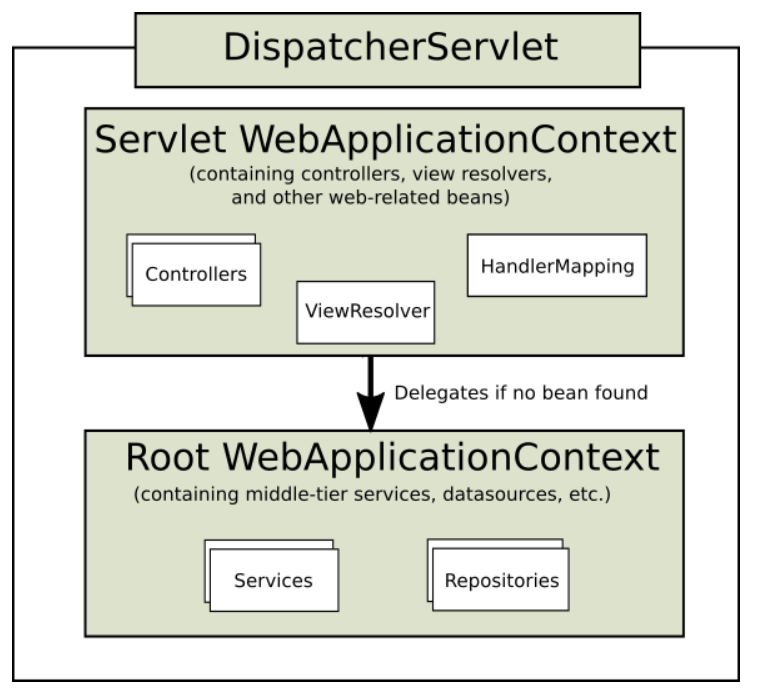 DispatcherServlet
Servlet WebApplicationContext
(containing controllers, view resolvers,
and other web-related beans)
Controllers
HandlerMapping
ViewResolver
Delegates if no bean found
Root WebApplicationContext
(containing middle-tier services, datasources, etc.)
Services
Repositories